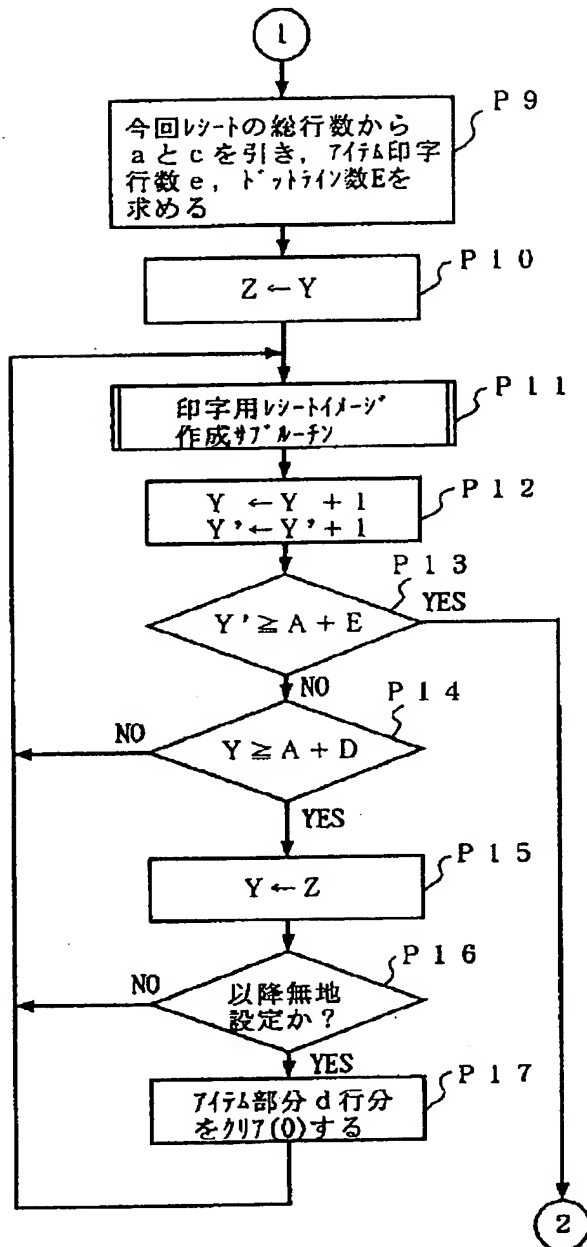 1
P9
今回ﾚｼｰﾄの総行数から
aとcを引き，ｱｲﾃﾑ印字
行数e，ﾄﾞｯﾄﾗｲﾝ数Eを
求める
P10
Z←Y
P11
印字用ﾚｼｰﾄｲﾒｰｼﾞ
作成ｻﾌﾞﾙｰﾁﾝ
P12
Y ←Y +1
Y'←Y'+1
P13
YES
Y'≧A+E
NO
P14
NO
Y≧A+D
YES
P15
Y←Z
P16
NO
以降無地
設定か？
YES
P17
ｱｲﾃﾑ部分d行分
をｸﾘｱ(0)する
2